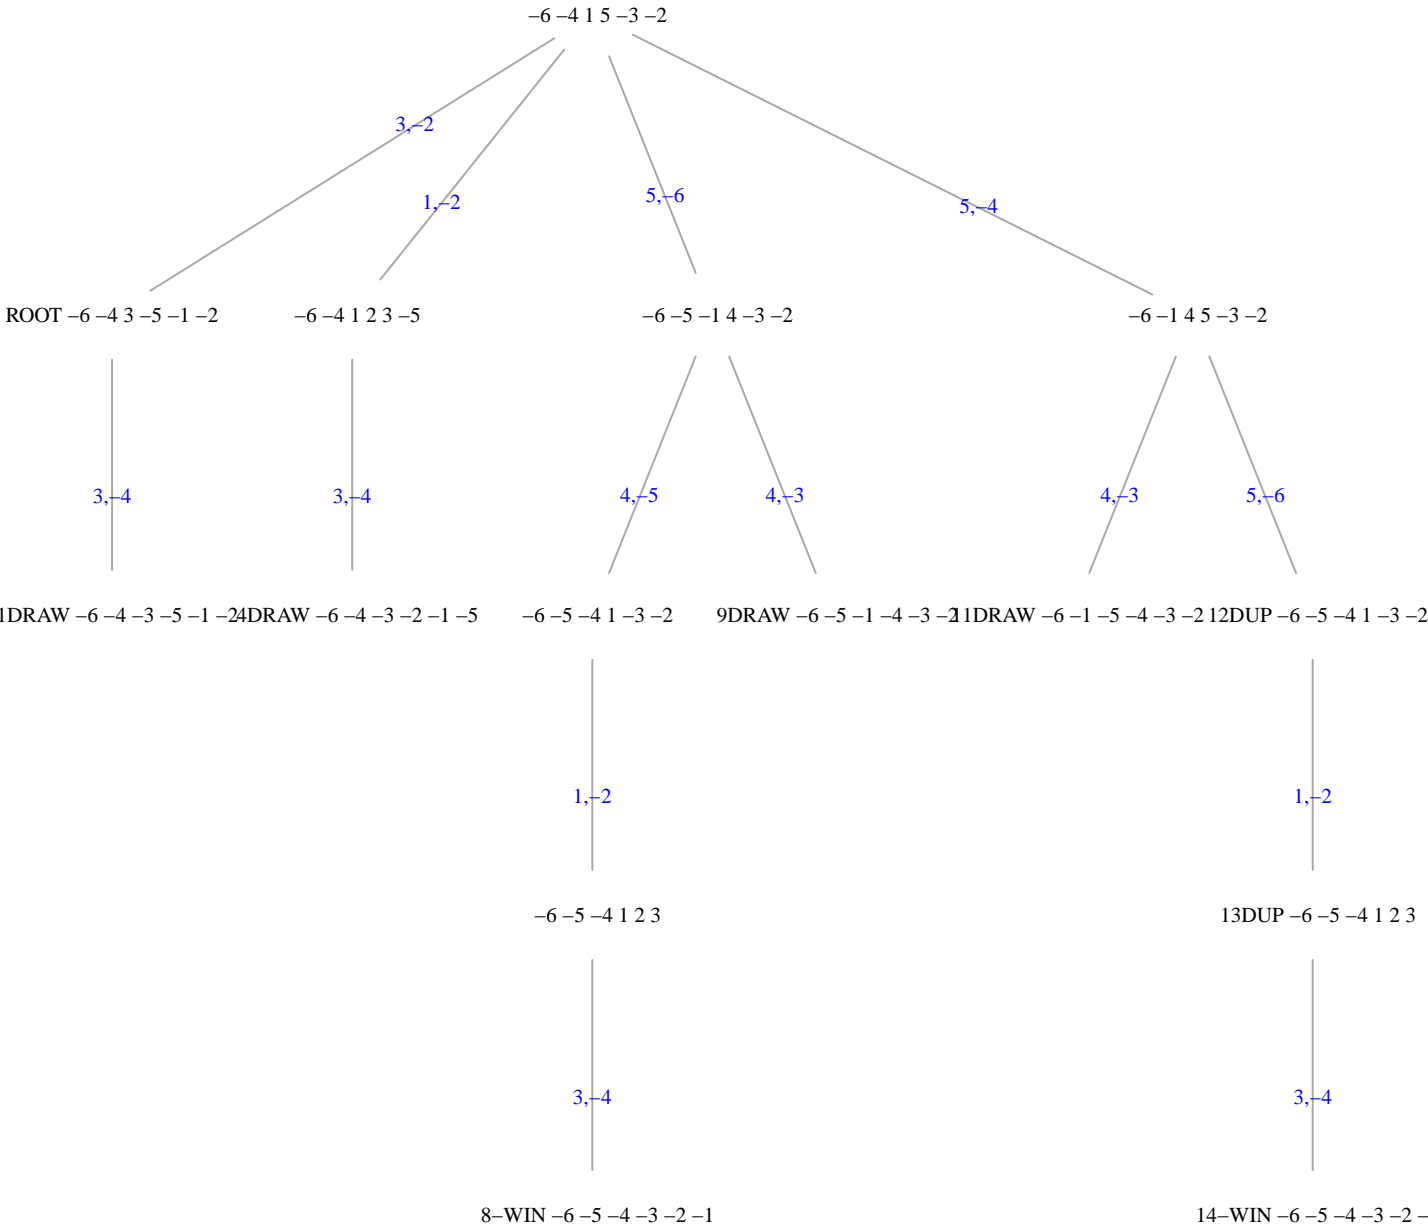 −6 −4 1 5 −3 −2
3,−2
1,−2
5,−6
5,−4
ROOT −6 −4 3 −5 −1 −2
−6 −4 1 2 3 −5
−6 −5 −1 4 −3 −2
−6 −1 4 5 −3 −2
3,−4
3,−4
4,−5
4,−3
4,−3
5,−6
1DRAW −6 −4 −3 −5 −1 −2
4DRAW −6 −4 −3 −2 −1 −5
−6 −5 −4 1 −3 −2
9DRAW −6 −5 −1 −4 −3 −2
11DRAW −6 −1 −5 −4 −3 −2
12DUP −6 −5 −4 1 −3 −2
1,−2
1,−2
−6 −5 −4 1 2 3
13DUP −6 −5 −4 1 2 3
3,−4
3,−4
8−WIN −6 −5 −4 −3 −2 −1
14−WIN −6 −5 −4 −3 −2 −